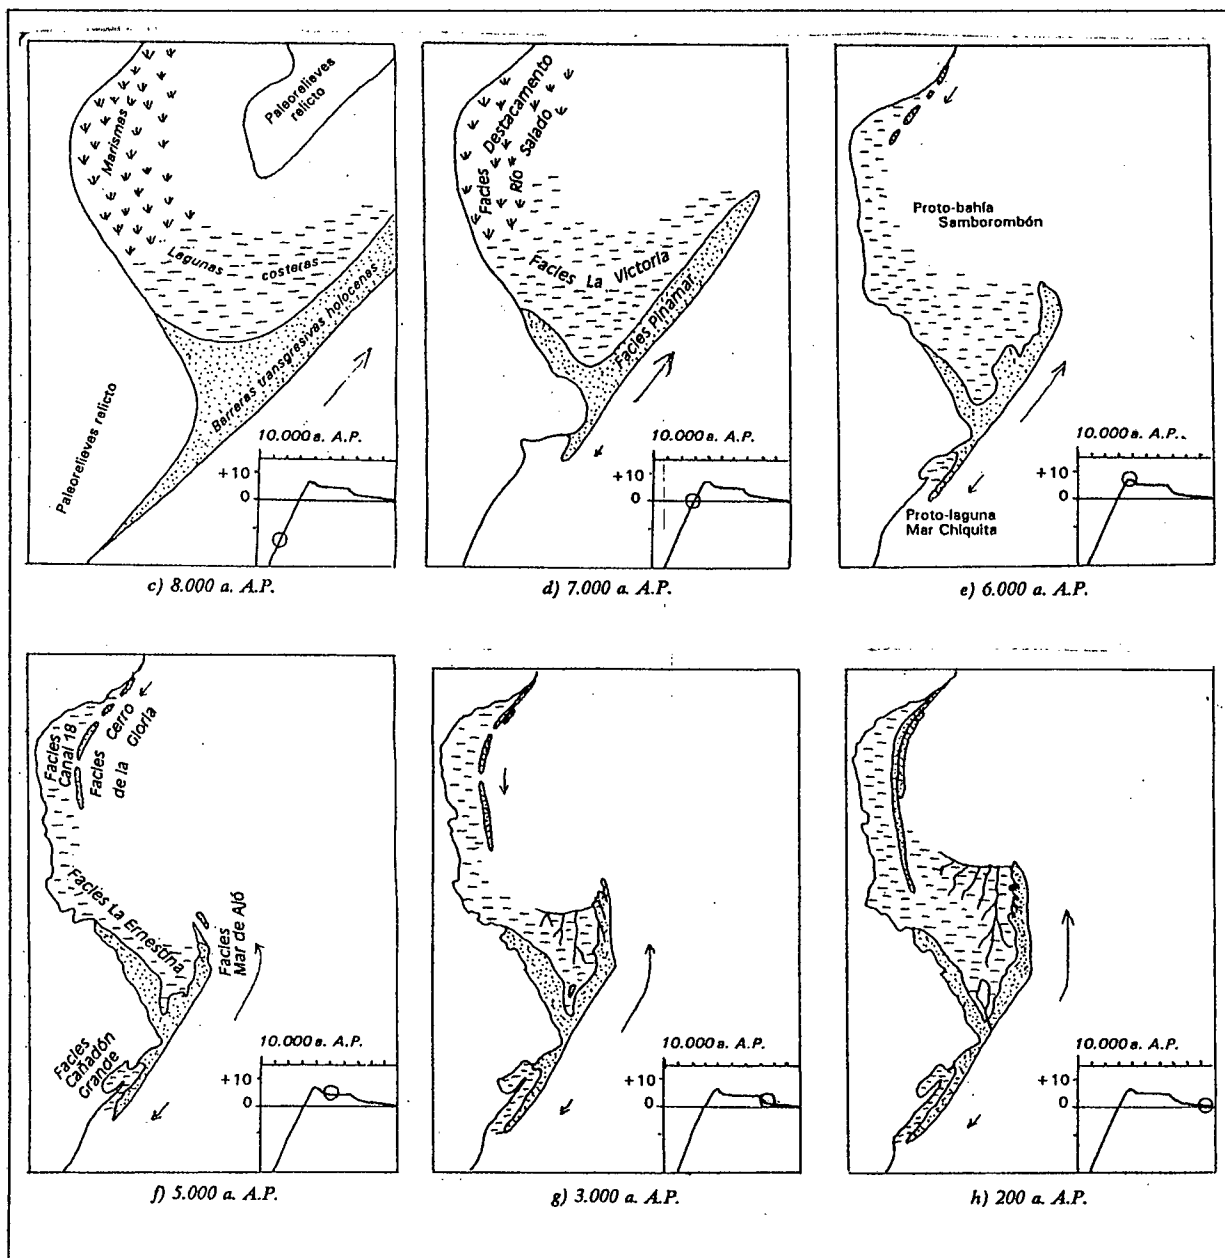 Marismas
Paleorelieves
relicto
Lagunas costeras
Barreras transgresivas holocenas
Paleorelieves relicto
10.000 a. A.P.
+10
0
c) 8.000 a. A.P.
Facies Destacamento
Río Salado
Facies La Victoria
Facies Pinamar
10.000 a. A.P.
+10
0
d) 7.000 a. A.P.
Proto-bahía
Samborombón
10.000 a. A.P.
+10
0
Proto-laguna
Mar Chiquita
e) 6.000 a. A.P.
Facies
Canal 18
Facies Cerro
de la Gloria
Facies La Ernestina
Facies
Mar de Ajó
Facies
Cañadón
Grande
10.000 a. A.P.
+10
0
f) 5.000 a. A.P.
10.000 a. A.P.
+10
0
g) 3.000 a. A.P.
10.000 a. A.P.
+10
0
h) 200 a. A.P.